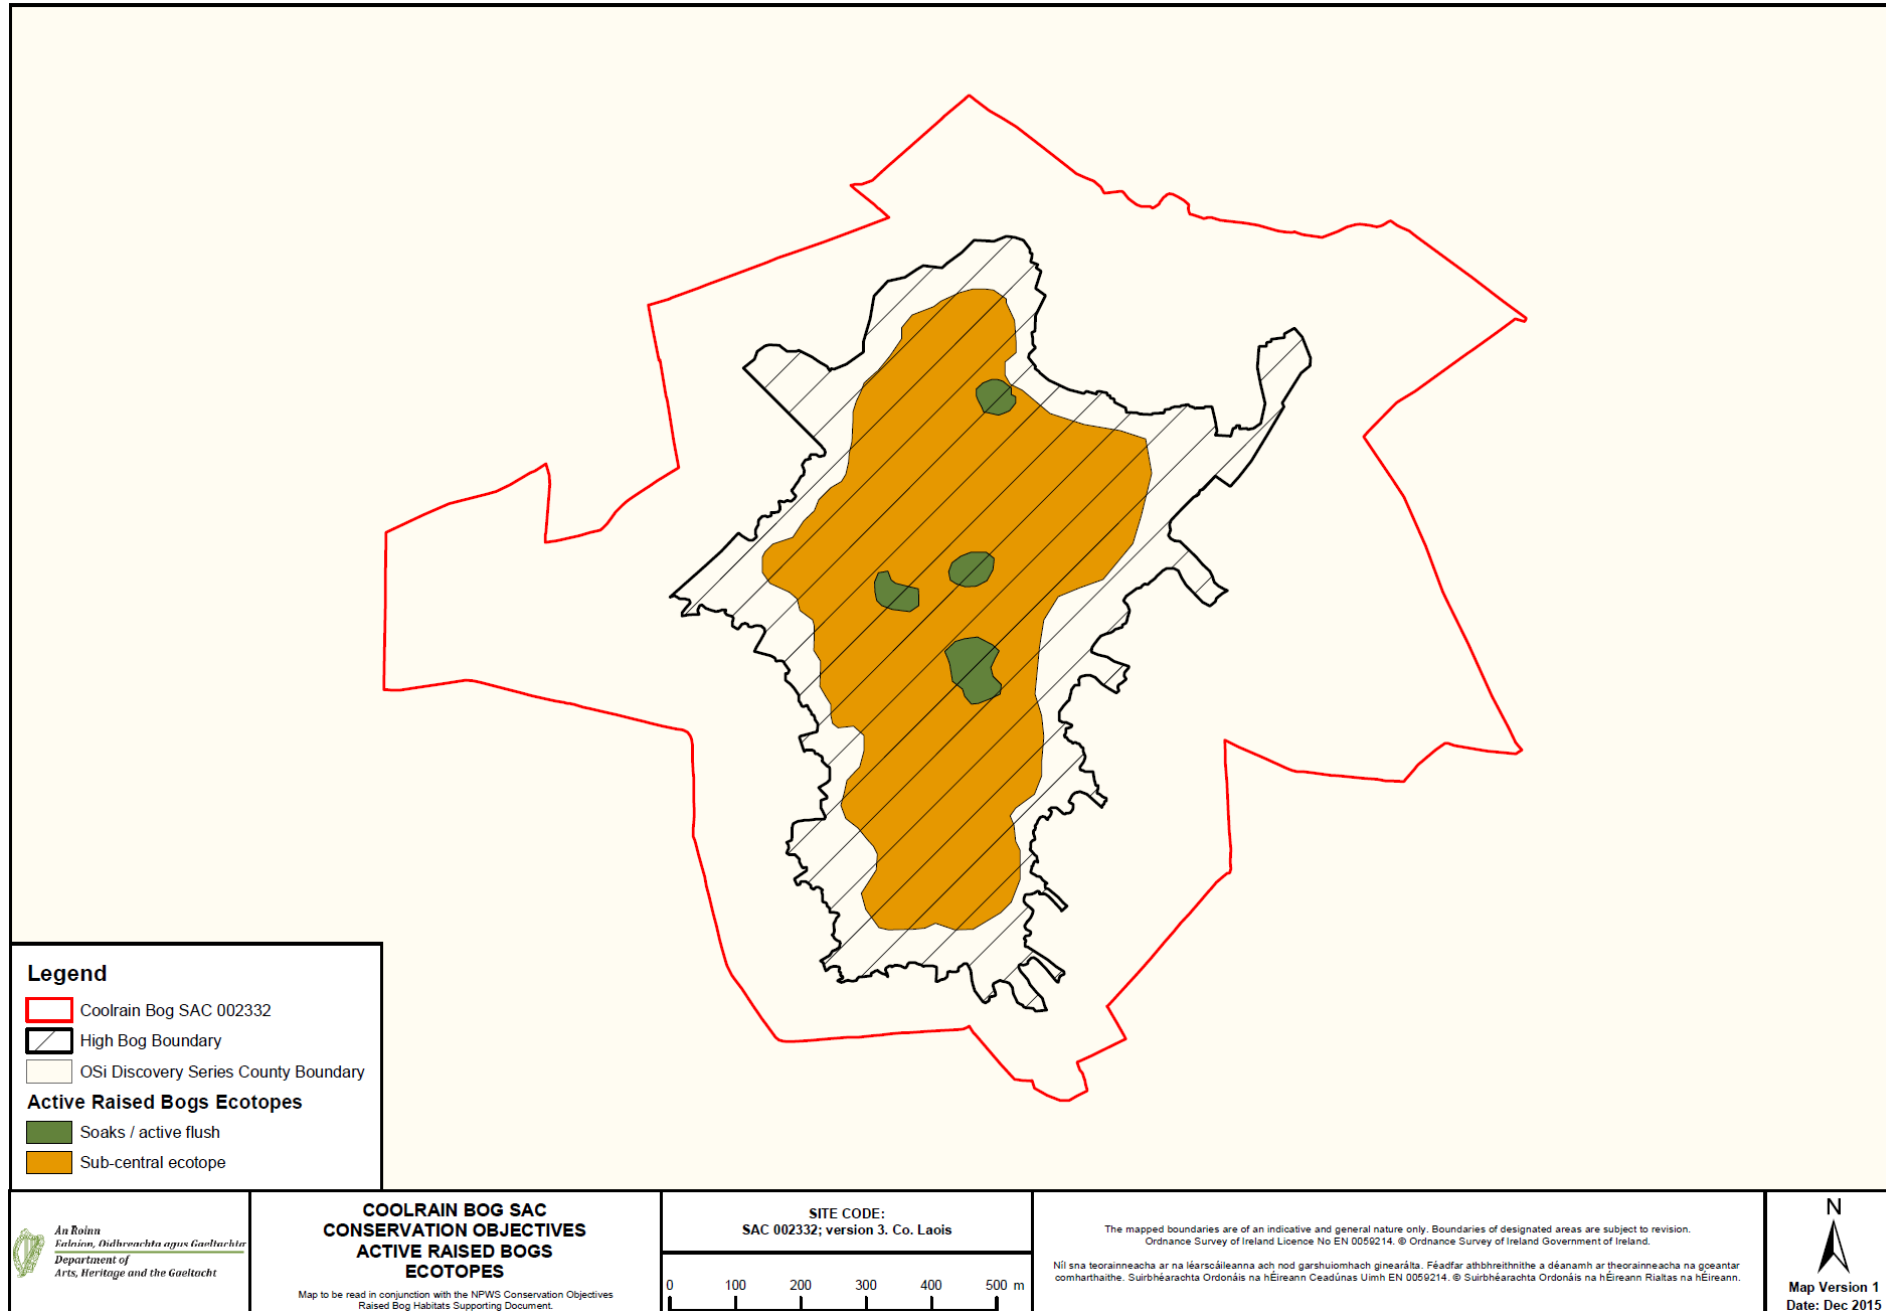 Legend
Coolrain Bog SAC 002332
High Bog Boundary
OSi Discovery Series County Boundary
Active Raised Bogs Ecotopes
Soaks / active flush
Sub-central ecotope
An Roinn
Ealaíon, Oidhreachta agus Gaeltachta
Department of
Arts, Heritage and the Gaeltacht
COOLRAIN BOG SAC
CONSERVATION OBJECTIVES
ACTIVE RAISED BOGS
ECOTOPES
Map to be read in conjunction with the NPWS Conservation Objectives
Raised Bog Habitats Supporting Document.
SITE CODE:
SAC 002332; version 3. Co. Laois
0 100 200 300 400 500 m
The mapped boundaries are of an indicative and general nature only. Boundaries of designated areas are subject to revision.
Ordnance Survey of Ireland Licence No EN 0059214. © Ordnance Survey of Ireland Government of Ireland.
Níl sna teorainneacha ar na léarscáileanna ach nod garshuiomhach ginearálta. Féadfar athbhreithnithe a déanamh ar theorainneacha na gceantar
comharthaithe. Suirbhéarachta Ordonáis na hÉireann Ceadúnas Uimh EN 0059214. © Suirbhéarachta Ordonáis na hÉireann Rialtas na hÉireann.
N
Map Version 1
Date: Dec 2015